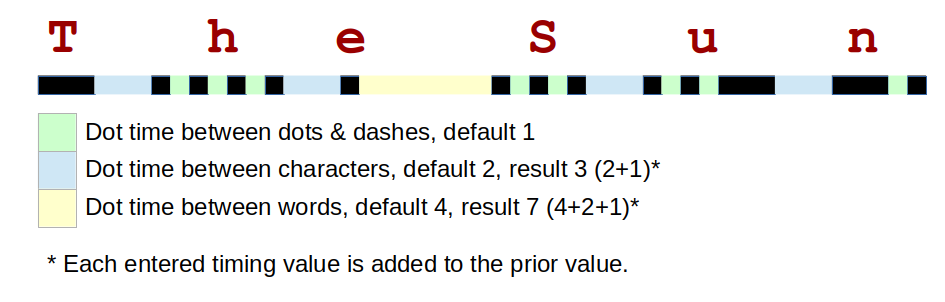 T h e S u n
Dot time between dots & dashes, default 1
Dot time between characters, default 2, result 3 (2+1)*
Dot time between words, default 4, result 7 (4+2+1)*
* Each entered timing value is added to the prior value.